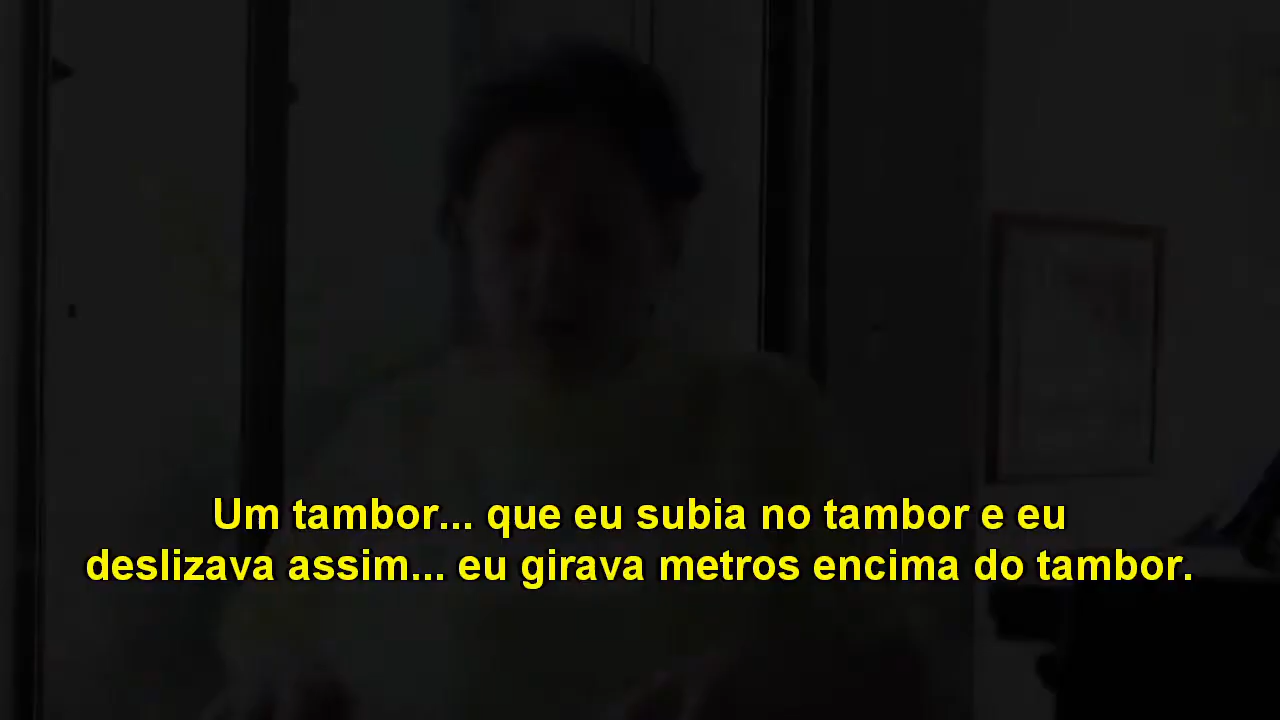 Um tambor... que eu subia no tambor e eu
deslizava assim... eu girava metros encima do tambor.